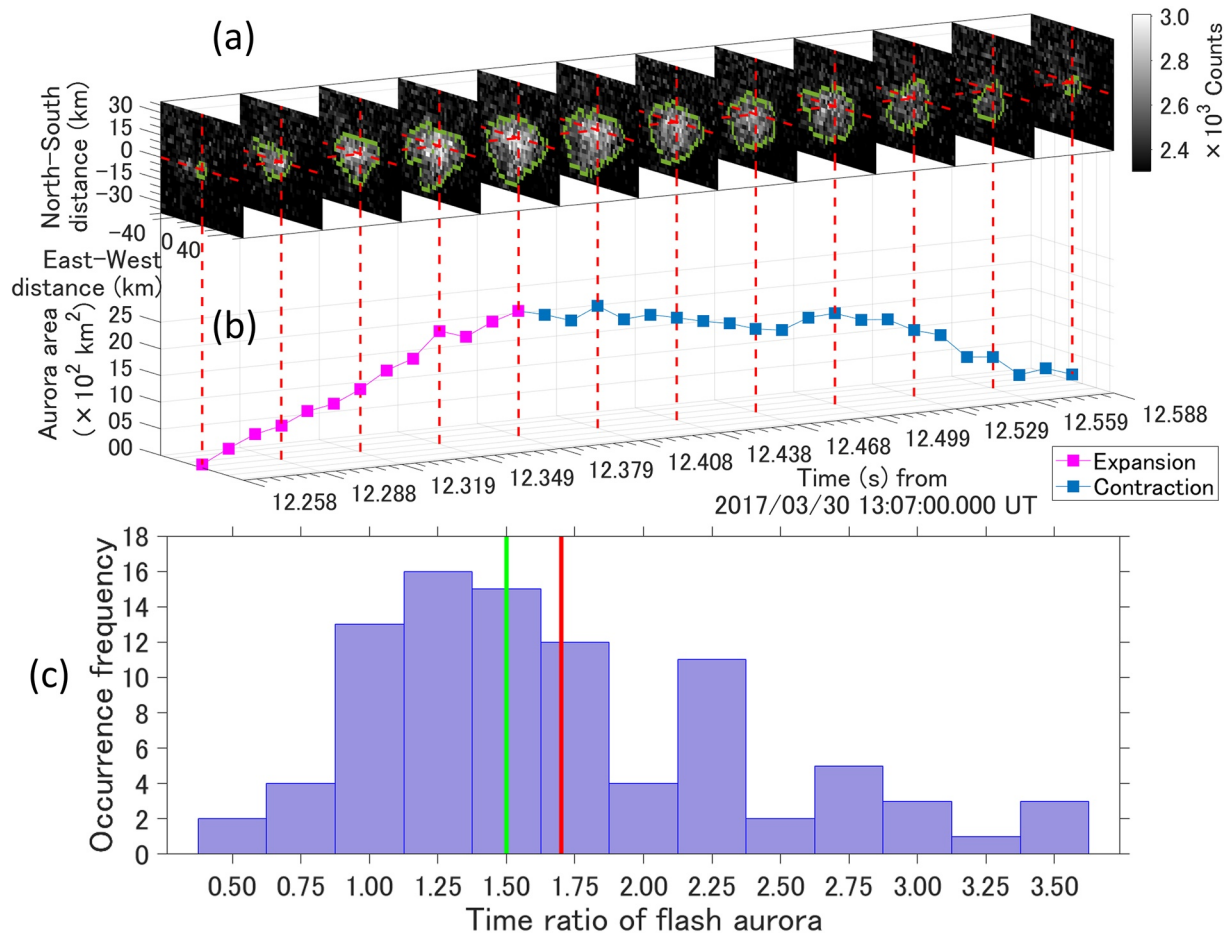 (a)
3.0
2.8
2.6
2.4
× 10³ Counts
North-South
distance (km)
30
15
0
-15
-30
-40
0
40
East-West
distance (km)
(b)
Aurora area
(× 10² km²)
25
20
15
10
05
00
12.258
12.288
12.319
12.349
12.379
12.408
12.438
12.468
12.499
12.529
12.559
12.588
Time (s) from
2017/03/30 13:07:00.000 UT
Expansion
Contraction
(c)
Occurrence frequency
18
16
14
12
10
8
6
4
2
0
0.50 0.75 1.00 1.25 1.50 1.75 2.00 2.25 2.50 2.75 3.00 3.25 3.50
Time ratio of flash aurora